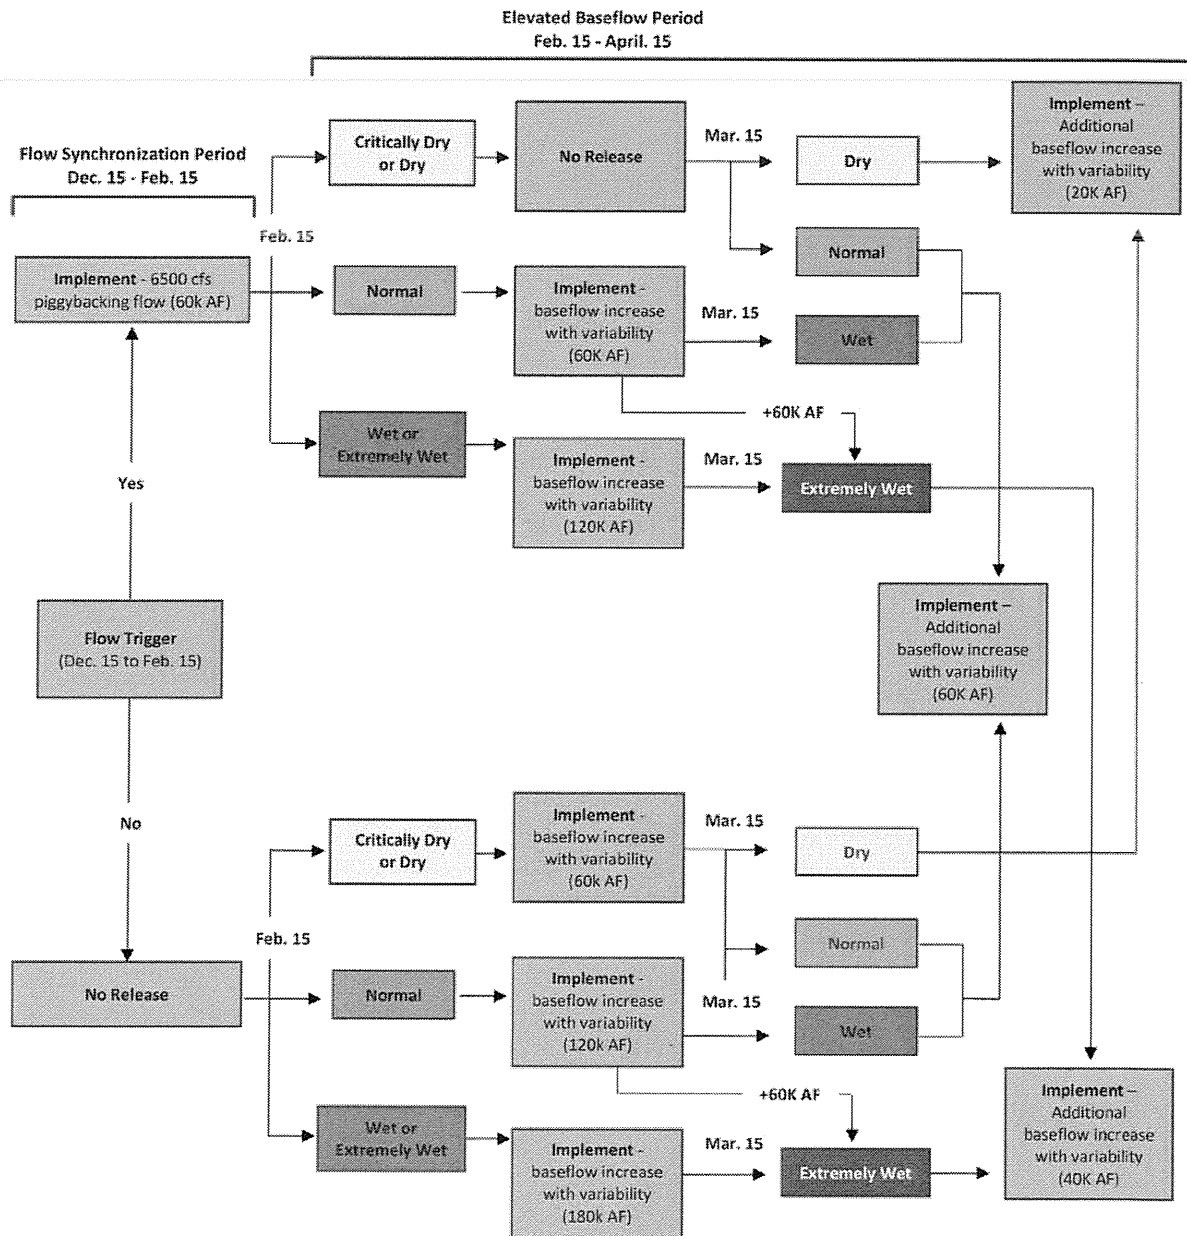 Elevated Baseflow Period
Feb. 15 - April. 15
Flow Synchronization Period
Dec. 15 - Feb. 15
Implement - 6500 cfs
piggybacking flow (60k AF)
Yes
Flow Trigger
(Dec. 15 to Feb. 15)
No
No Release
Feb. 15
Critically Dry
or Dry
No Release
Mar. 15
Dry
Implement –
Additional
baseflow increase
with variability
(20K AF)
Normal
Normal
Implement -
baseflow increase
with variability
(60K AF)
Mar. 15
Wet
+60K AF
Wet or
Extremely Wet
Implement -
baseflow increase
with variability
(120K AF)
Mar. 15
Extremely Wet
Implement –
Additional
baseflow increase
with variability
(60K AF)
Feb. 15
Critically Dry
or Dry
Implement -
baseflow increase
with variability
(60k AF)
Mar. 15
Dry
Normal
Normal
Implement -
baseflow increase
with variability
(120k AF)
Mar. 15
Wet
+60K AF
Wet or
Extremely Wet
Implement -
baseflow increase
with variability
(180k AF)
Mar. 15
Extremely Wet
Implement –
Additional
baseflow increase
with variability
(40K AF)